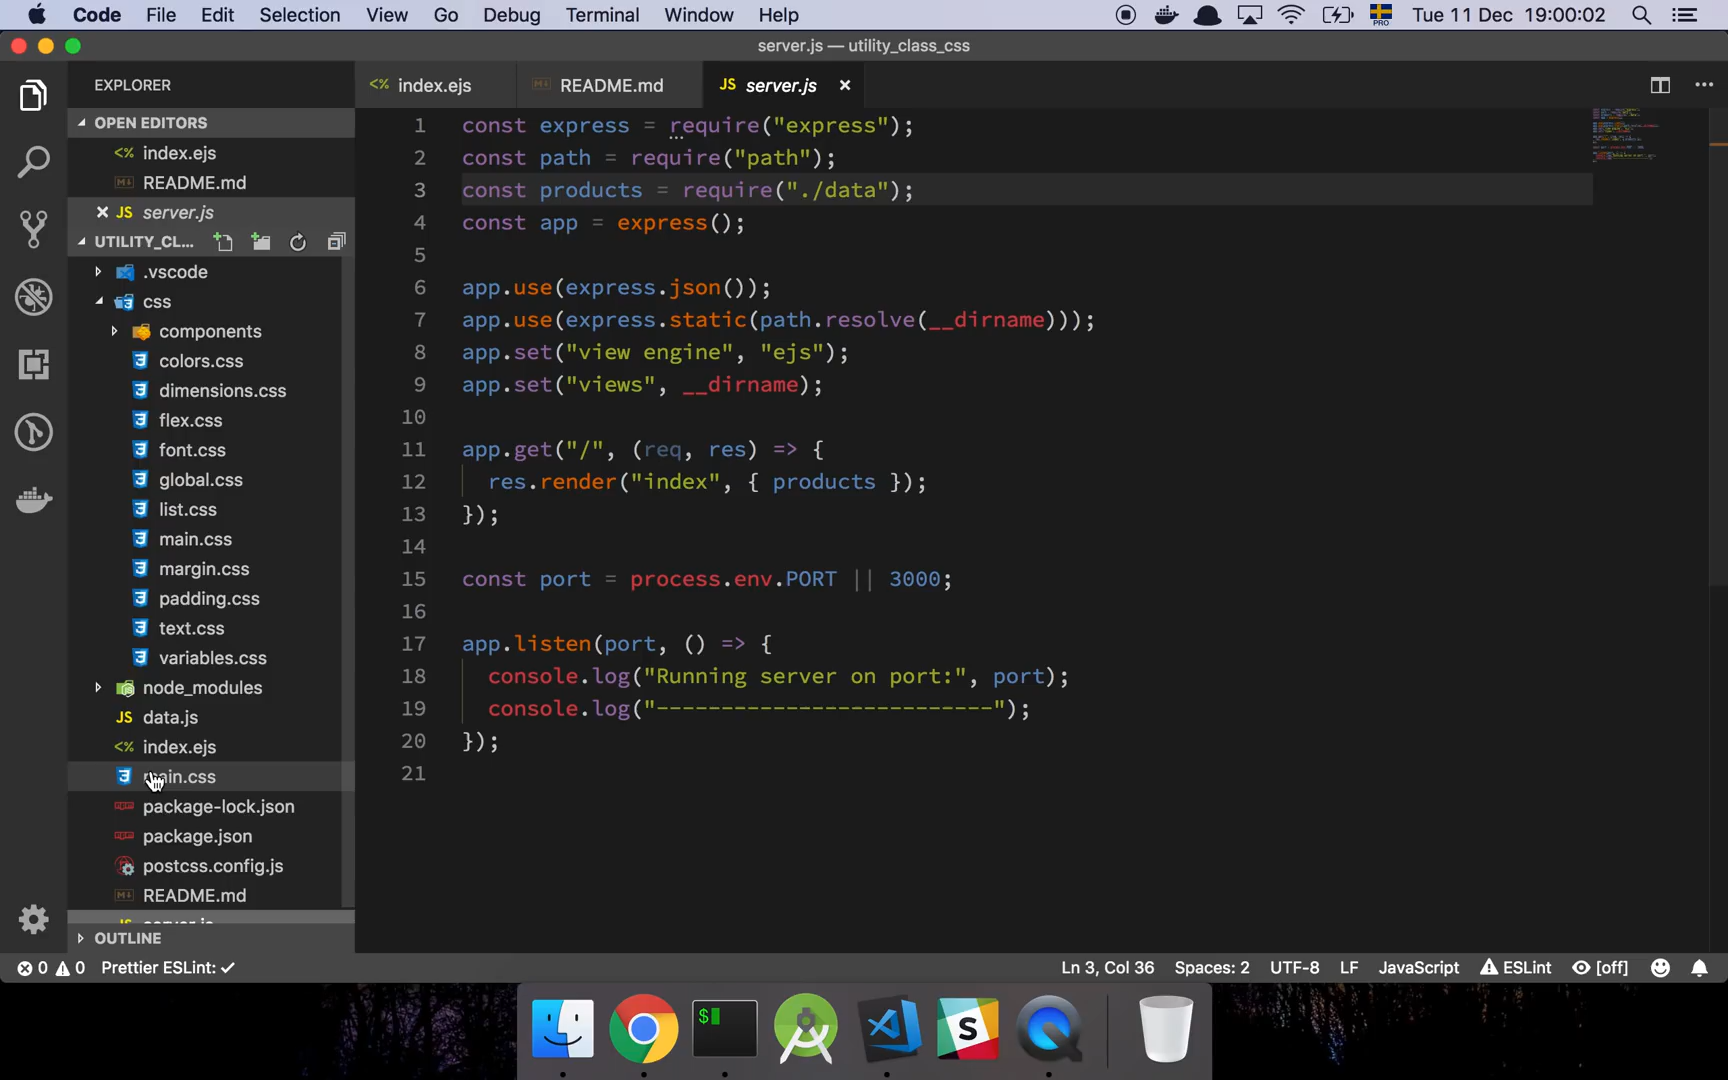 Code File Edit Selection View Go Debug Terminal Window Help PRO Tue 11 Dec 19:00:02
server.js — utility_class_css
EXPLORER
OPEN EDITORS
<% index.ejs
README.md
JS server.js
UTILITY_CL...
.vscode
css
components
colors.css
dimensions.css
flex.css
font.css
global.css
list.css
main.css
margin.css
padding.css
text.css
variables.css
node_modules
JS data.js
<% index.ejs
main.css
package-lock.json
package.json
postcss.config.js
README.md
JS server.js
OUTLINE
<% index.ejs README.md JS server.js
1 const express = require("express");
2 const path = require("path");
3 const products = require("./data");
4 const app = express();
5
6 app.use(express.json());
7 app.use(express.static(path.resolve(__dirname)));
8 app.set("view engine", "ejs");
9 app.set("views", __dirname);
10
11 app.get("/", (req, res) => {
12 res.render("index", { products });
13 });
14
15 const port = process.env.PORT || 3000;
16
17 app.listen(port, () => {
18 console.log("Running server on port:", port);
19 console.log("--------------------------");
20 });
21
0 0 Prettier ESLint: ✓ Ln 3, Col 36 Spaces: 2 UTF-8 LF JavaScript ESLint [off]
$
S